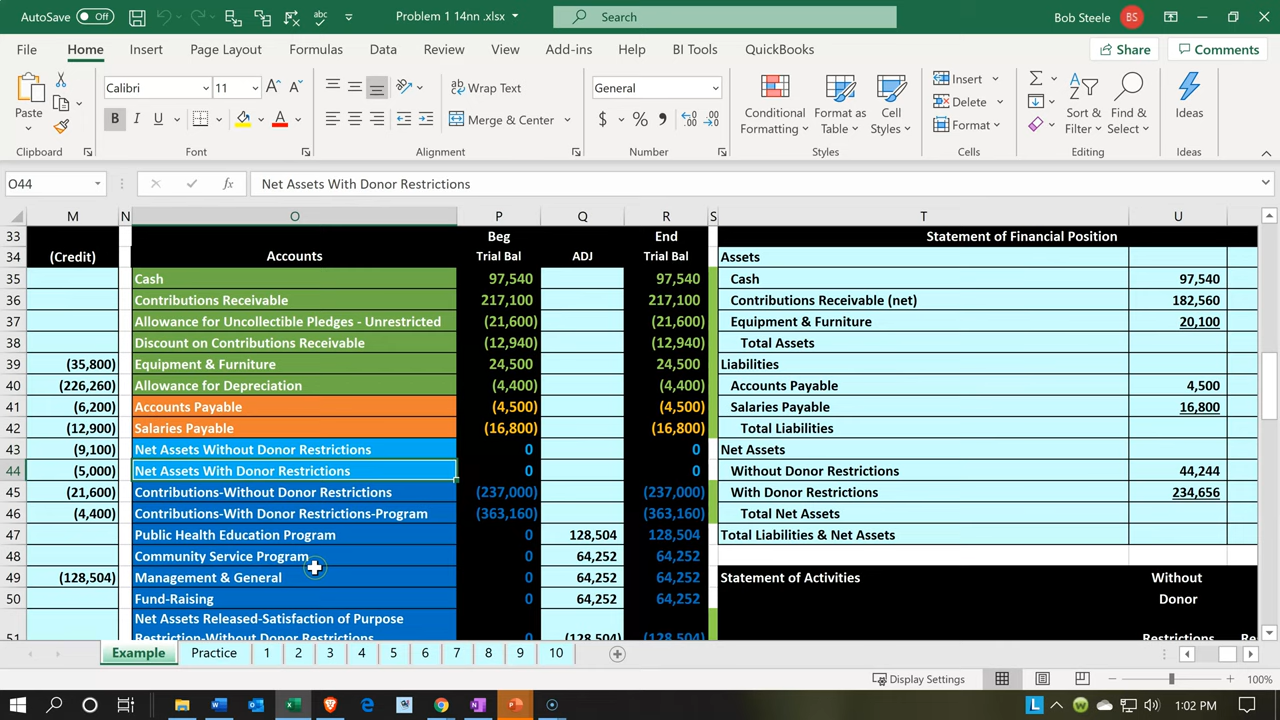 AutoSave Off Problem 1 14nn .xlsx Search Bob Steele BS
File Home Insert Page Layout Formulas Data Review View Add-ins Help BI Tools QuickBooks Share Comments
Calibri 11 Wrap Text General Insert
Paste Conditional Format as Cell Delete Sort & Find & Ideas
B I U Merge & Center $ % Formatting Table Styles Format Filter Select
Clipboard Font Alignment Number Styles Cells Editing Ideas
O44 fx Net Assets With Donor Restrictions
M N O P Q R S T U
33 Beg End Statement of Financial Position
34 (Credit) Accounts Trial Bal ADJ Trial Bal Assets
35 Cash 97,540 97,540 Cash 97,540
36 Contributions Receivable 217,100 217,100 Contributions Receivable (net) 182,560
37 Allowance for Uncollectible Pledges - Unrestricted (21,600) (21,600) Equipment & Furniture 20,100
38 Discount on Contributions Receivable (12,940) (12,940) Total Assets
39 (35,800) Equipment & Furniture 24,500 24,500 Liabilities
40 (226,260) Allowance for Depreciation (4,400) (4,400) Accounts Payable 4,500
41 (6,200) Accounts Payable (4,500) (4,500) Salaries Payable 16,800
42 (12,900) Salaries Payable (16,800) (16,800) Total Liabilities
43 (9,100) Net Assets Without Donor Restrictions 0 0 Net Assets
44 (5,000) Net Assets With Donor Restrictions 0 0 Without Donor Restrictions 44,244
45 (21,600) Contributions-Without Donor Restrictions (237,000) (237,000) With Donor Restrictions 234,656
46 (4,400) Contributions-With Donor Restrictions-Program (363,160) (363,160) Total Net Assets
47 Public Health Education Program 0 128,504 128,504 Total Liabilities & Net Assets
48 Community Service Program 0 64,252 64,252
49 (128,504) Management & General 0 64,252 64,252 Statement of Activities Without
50 Fund-Raising 0 64,252 64,252 Donor
Net Assets Released-Satisfaction of Purpose
51 Restriction-Without Donor Restrictions 0 (128,504) (128,504) Restrictions Re
Example Practice 1 2 3 4 5 6 7 8 9 10
Display Settings 100%
1:02 PM